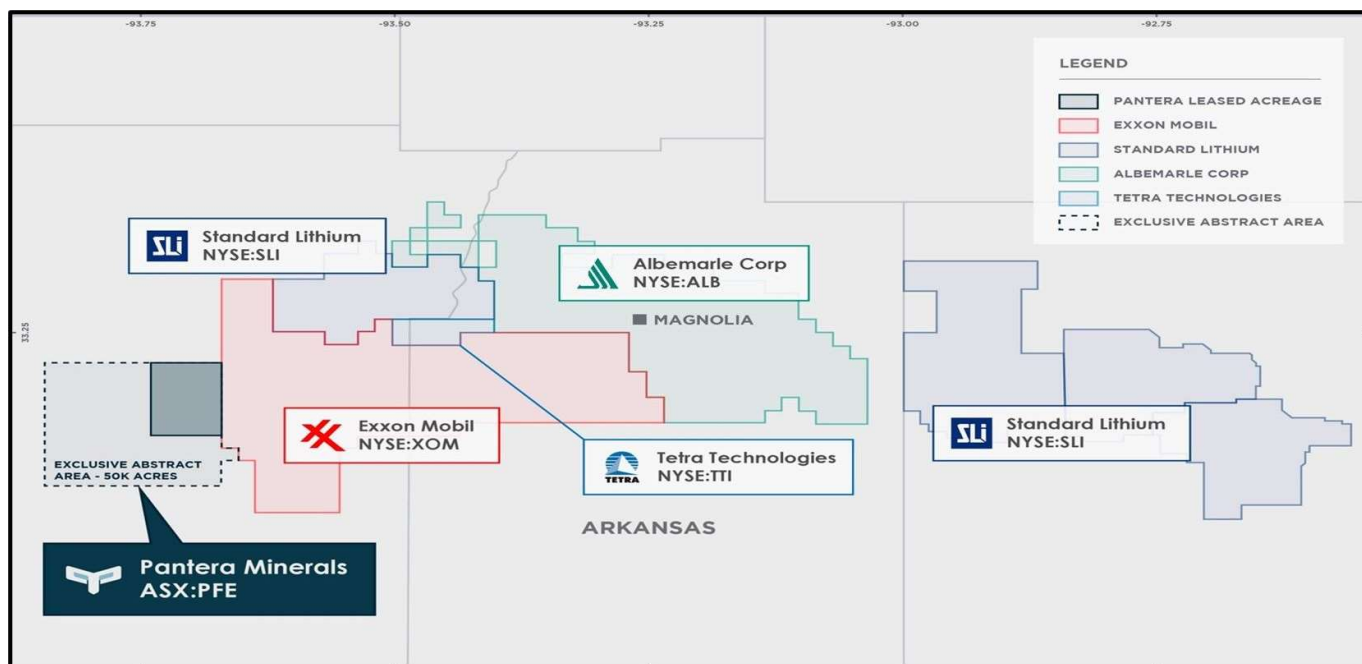 -93.75
-93.50
-93.25
-93.00
-92.75
LEGEND
PANTERA LEASED ACREAGE
EXXON MOBIL
STANDARD LITHIUM
ALBEMARLE CORP
TETRA TECHNOLOGIES
EXCLUSIVE ABSTRACT AREA
SLi
Standard Lithium
NYSE:SLI
Albemarle Corp
NYSE:ALB
MAGNOLIA
33.25
Exxon Mobil
NYSE:XOM
SLi
Standard Lithium
NYSE:SLI
TETRA
Tetra Technologies
NYSE:TTI
EXCLUSIVE ABSTRACT
AREA - 50K ACRES
ARKANSAS
Pantera Minerals
ASX:PFE